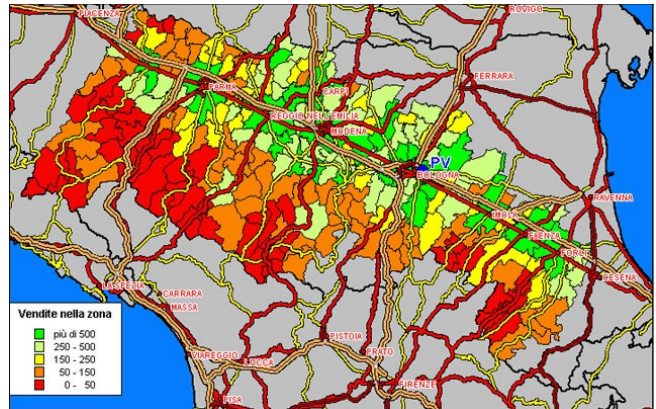 ROVIGO
PIACENZA
FERRARA
PARMA
CARPI
REGGIO NELL'EMILIA
MODENA
PV
BOLOGNA
RAVENNA
IMOLA
FAENZA
FORLI'
CESENA
LA SPEZIA
CARRARA
MASSA
PISTOIA
PRATO
VIAREGGIO
LUCCA
FIRENZE
PISA
Vendite nella zona
più di 500
250 - 500
150 - 250
50 - 150
0 - 50